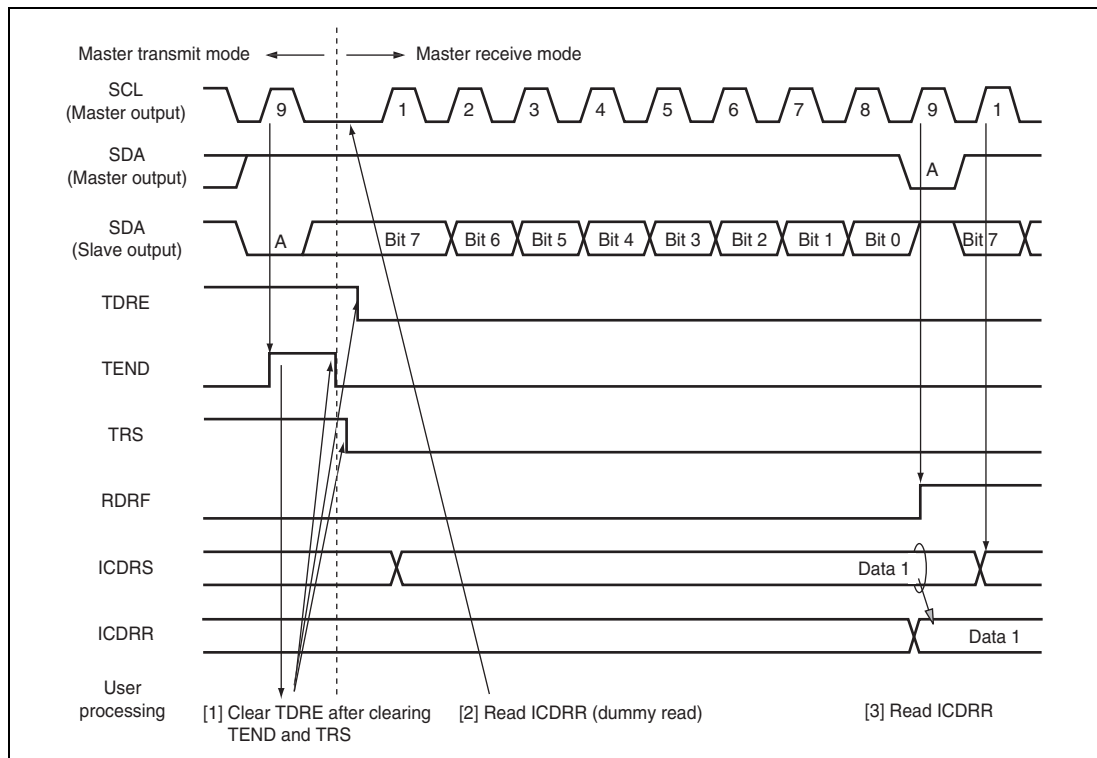 Master transmit mode
Master receive mode
SCL
(Master output)
9 1 2 3 4 5 6 7 8 9 1
SDA
(Master output)
A
SDA
(Slave output)
A Bit 7 Bit 6 Bit 5 Bit 4 Bit 3 Bit 2 Bit 1 Bit 0 Bit 7
TDRE
TEND
TRS
RDRF
ICDRS
Data 1
ICDRR
Data 1
User
processing
[1] Clear TDRE after clearing
TEND and TRS
[2] Read ICDRR (dummy read)
[3] Read ICDRR